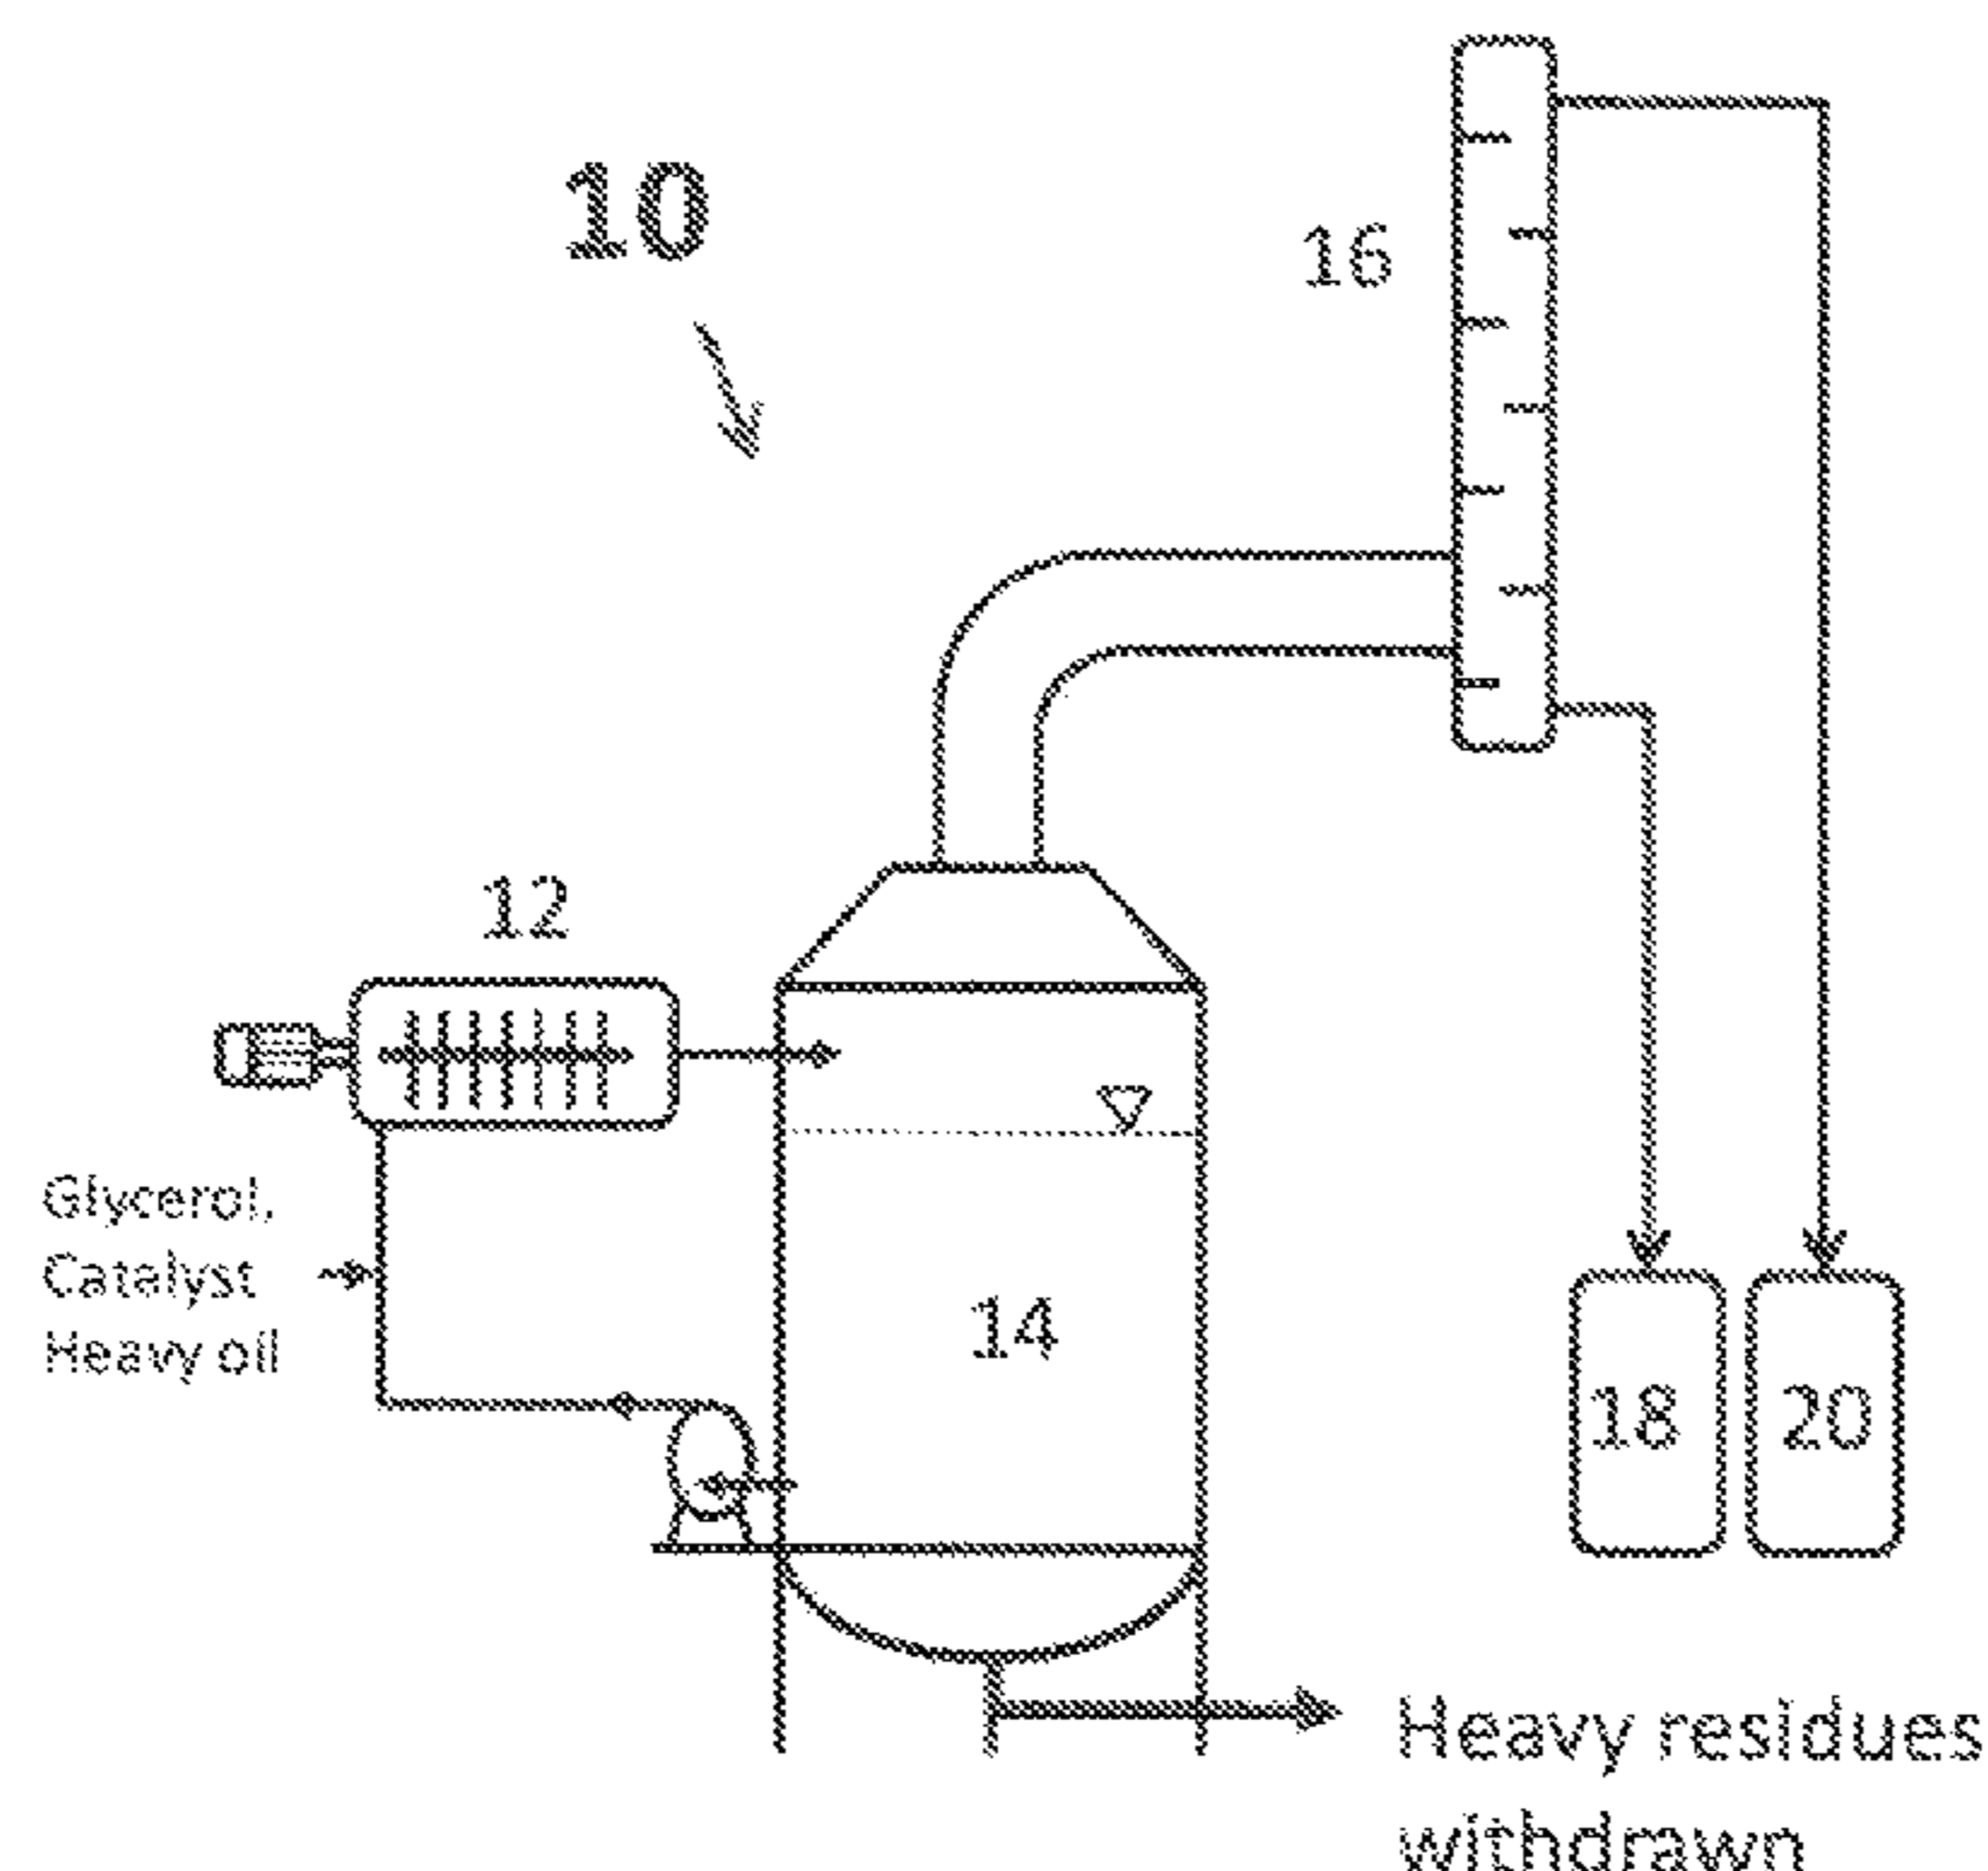 10
16
12
Glycerol,
Catalyst
Heavy oil
14
18
20
Heavy residues
withdrawn